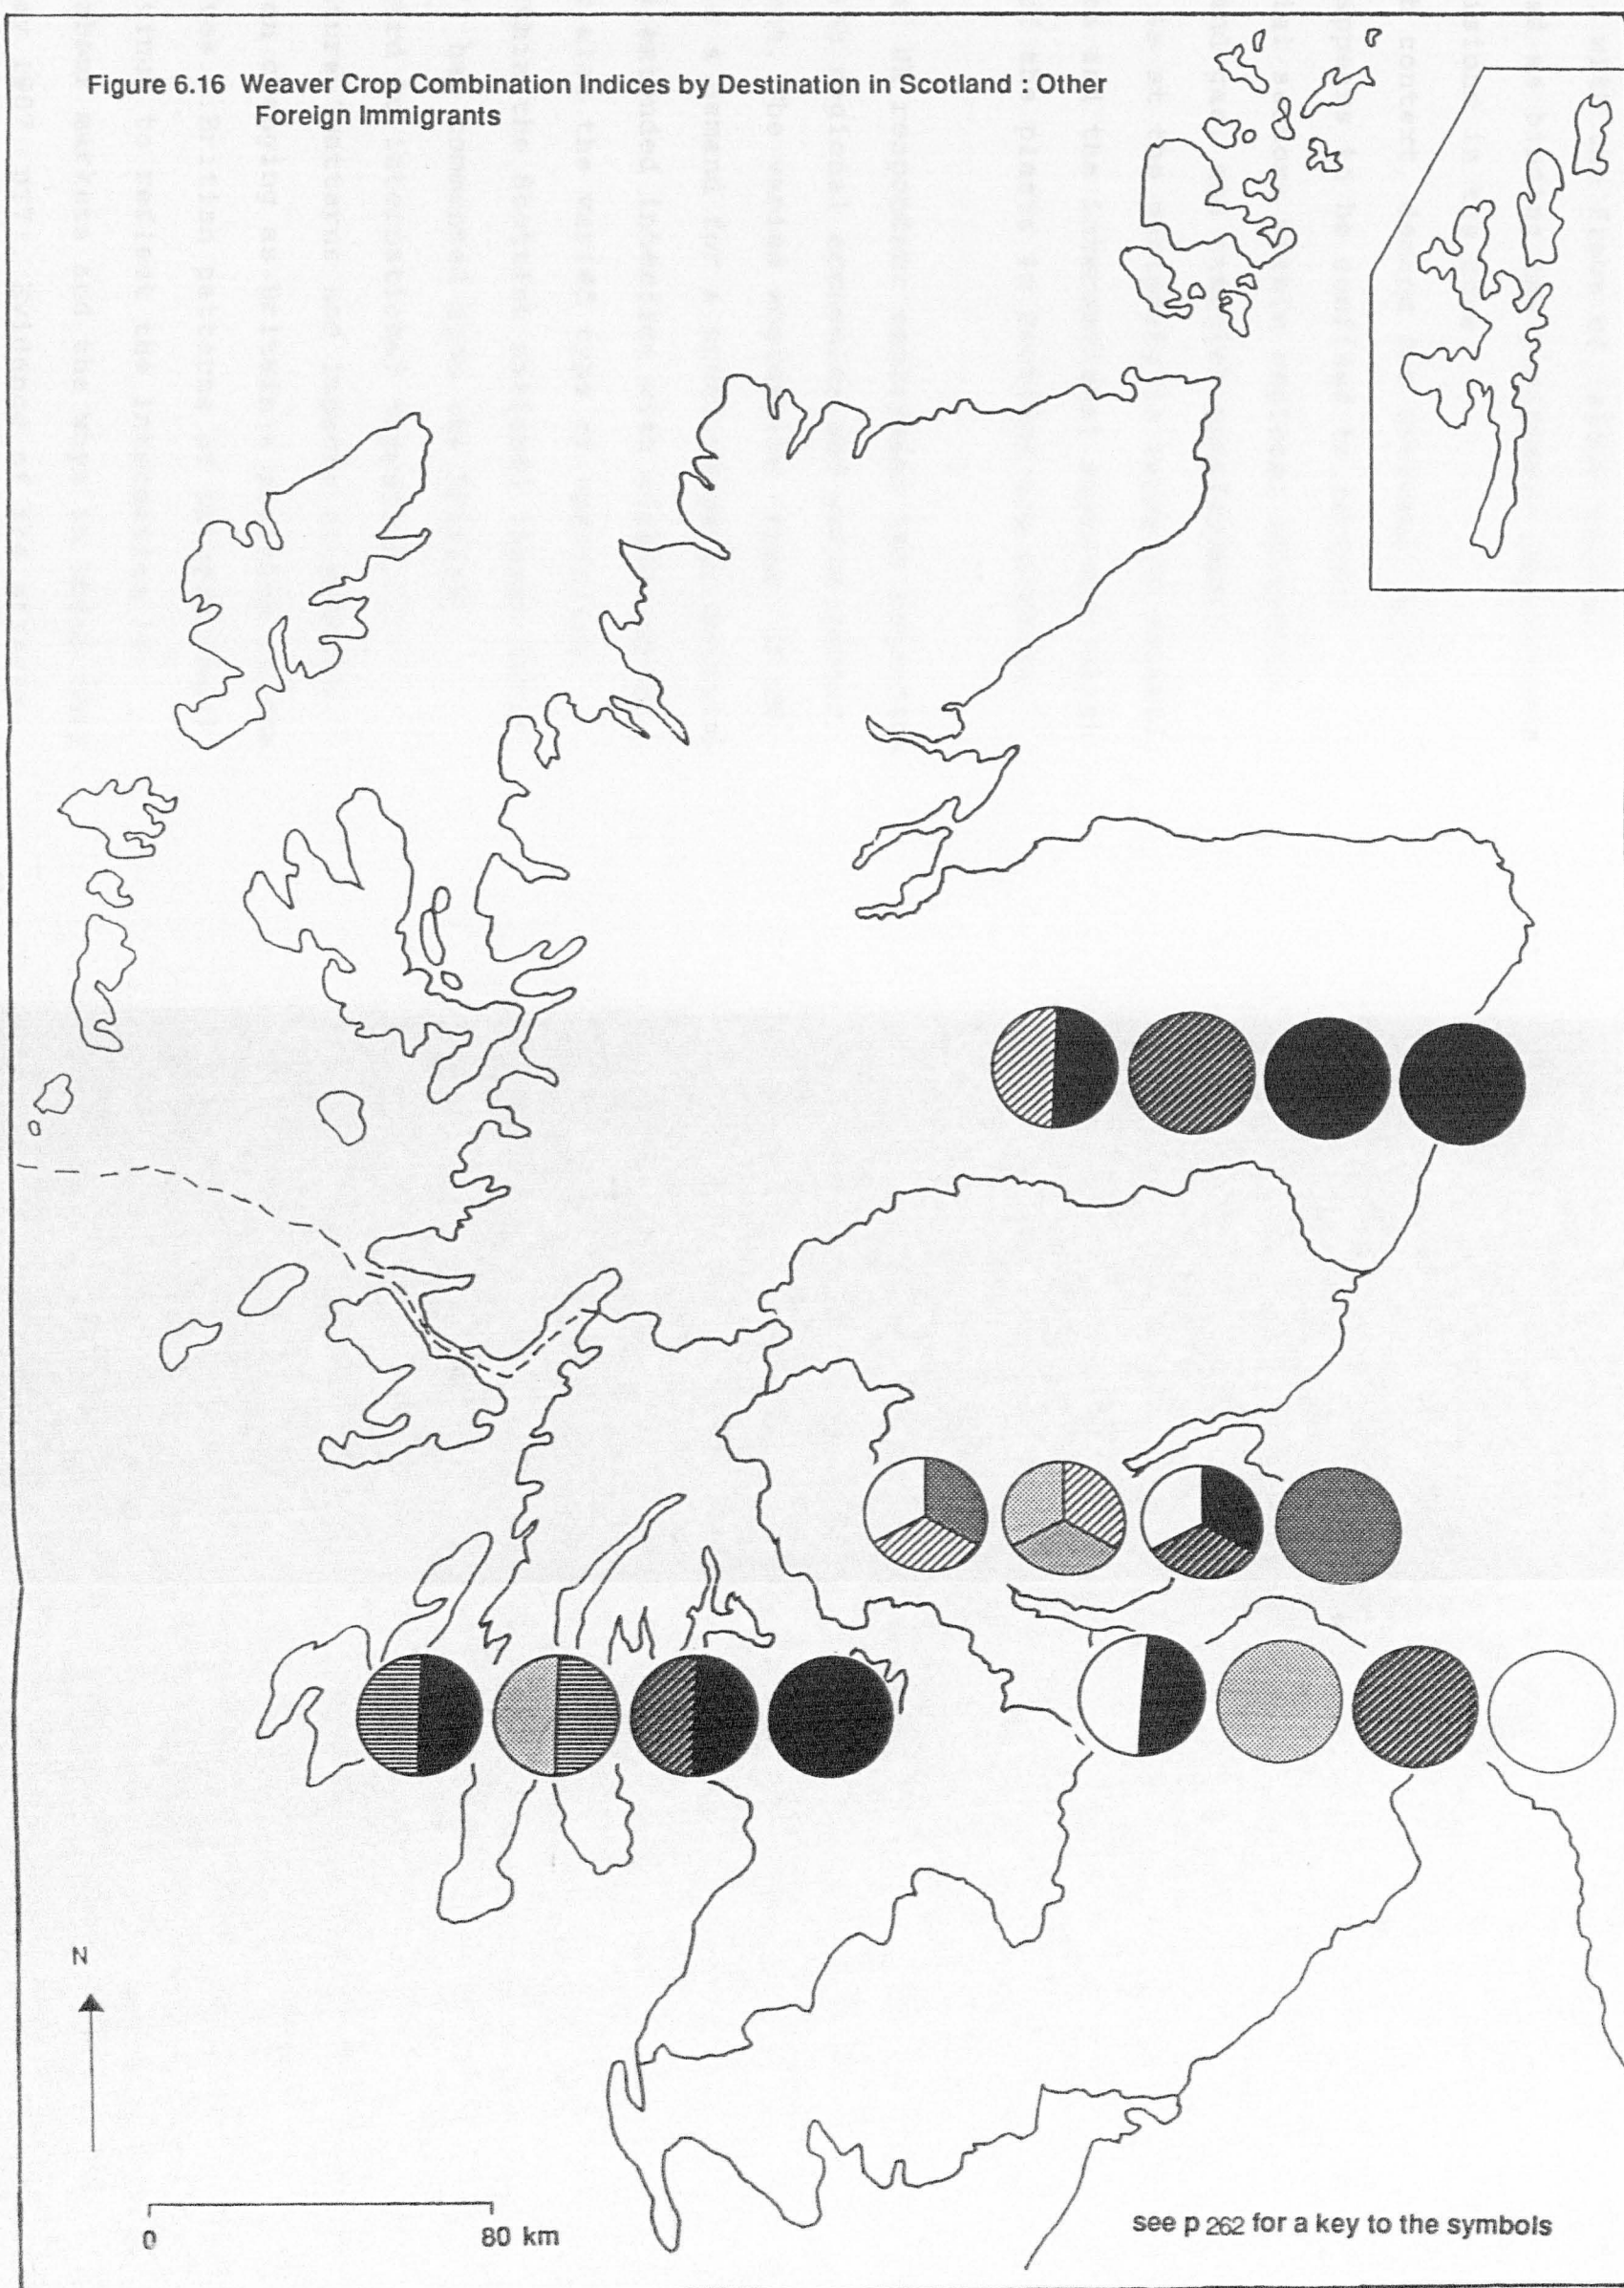 Figure 6.16 Weaver Crop Combination Indices by Destination in Scotland : Other
Foreign Immigrants
N
0 80 km
see p 262 for a key to the symbols